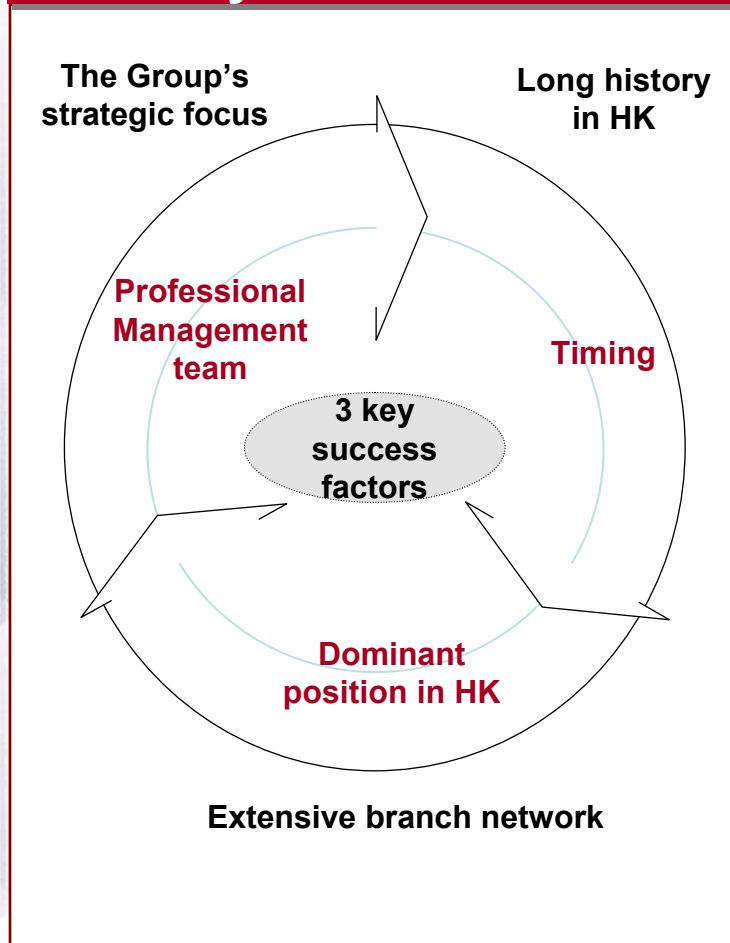 The Group’s
strategic focus
Long history
in HK
Professional
Management
team
Timing
3 key
success
factors
Dominant
position in HK
Extensive branch network